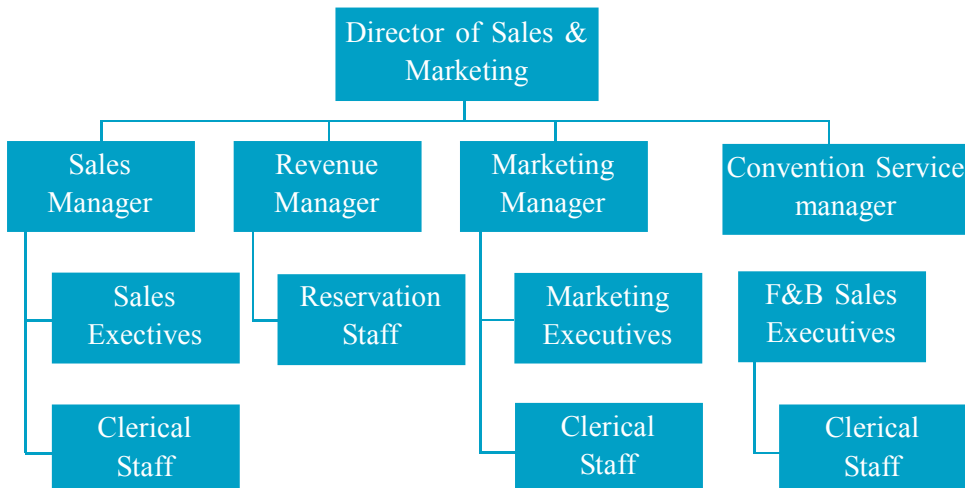 Director of Sales &
Marketing
Sales
Manager
Revenue
Manager
Marketing
Manager
Convention Service
manager
Sales
Exectives
Reservation
Staff
Marketing
Executives
F&B Sales
Executives
Clerical
Staff
Clerical
Staff
Clerical
Staff